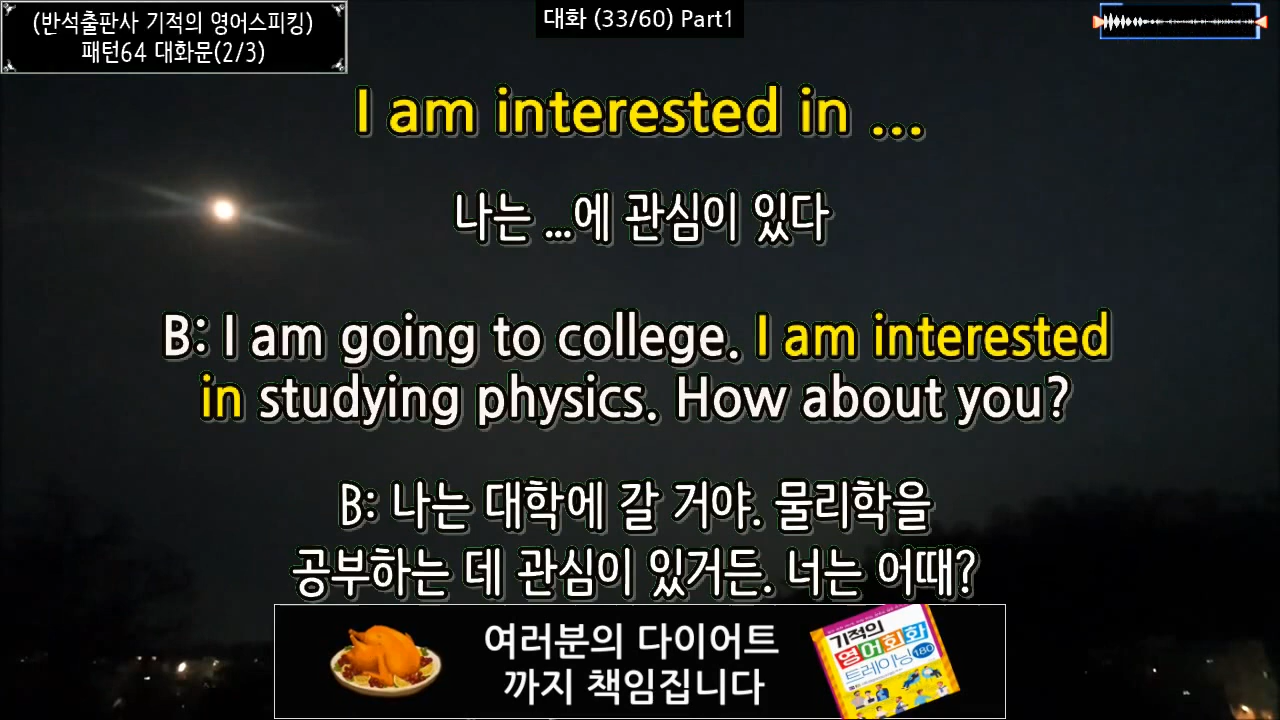 (반석출판사 기적의 영어스피킹)
패턴64 대화문(2/3)
대화 (33/60) Part1
I am interested in ...
나는 ...에 관심이 있다
B: I am going to college. I am interested
in studying physics. How about you?
B: 나는 대학에 갈 거야. 물리학을
공부하는 데 관심이 있거든. 너는 어때?
여러분의 다이어트
까지 책임집니다
기적의
영어회화
트레이닝
180